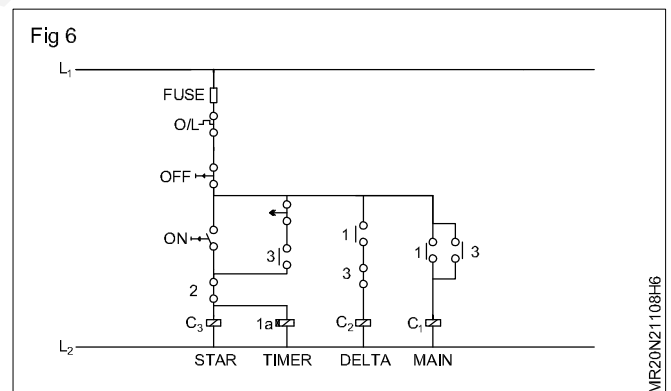 Fig 6
L1
FUSE
O/L
OFF
ON
3
1
1 3
3
2
C3 1a C2 C1
L2
STAR TIMER DELTA MAIN
MR20N21108H6